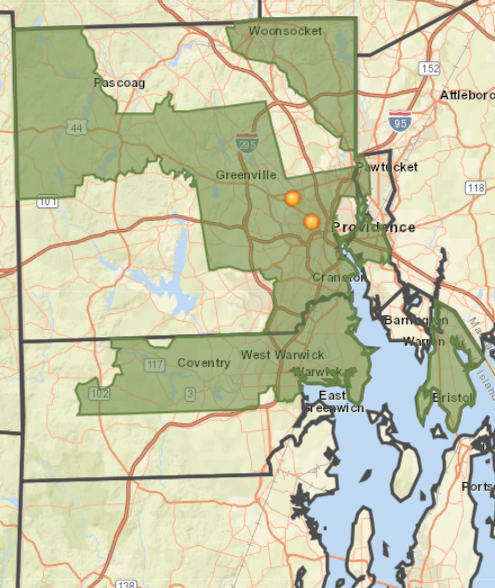 Woonsocket
152
Pascoag
Attleboro
95
44
295
Pawtucket
Greenville
118
101
Providence
Cranston
Barrington
Warren
West Warwick
117
Coventry
Warwick
102
3
East
Greenwich
Bristol
Island
Ports
138